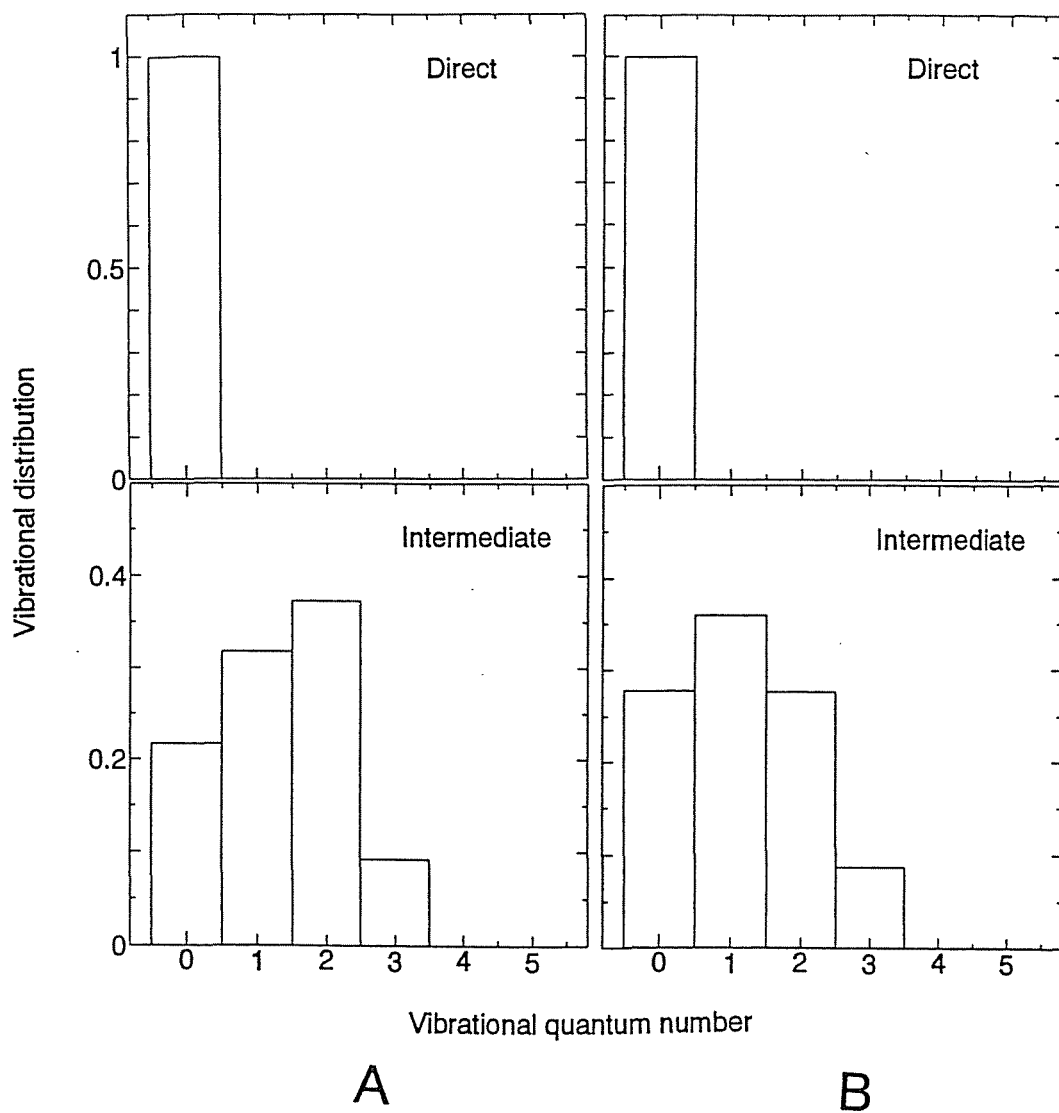 Direct
Direct
1
0.5
0
Intermediate
Intermediate
0.4
0.2
0
0 1 2 3 4 5
0 1 2 3 4 5
Vibrational distribution
Vibrational quantum number
A
B